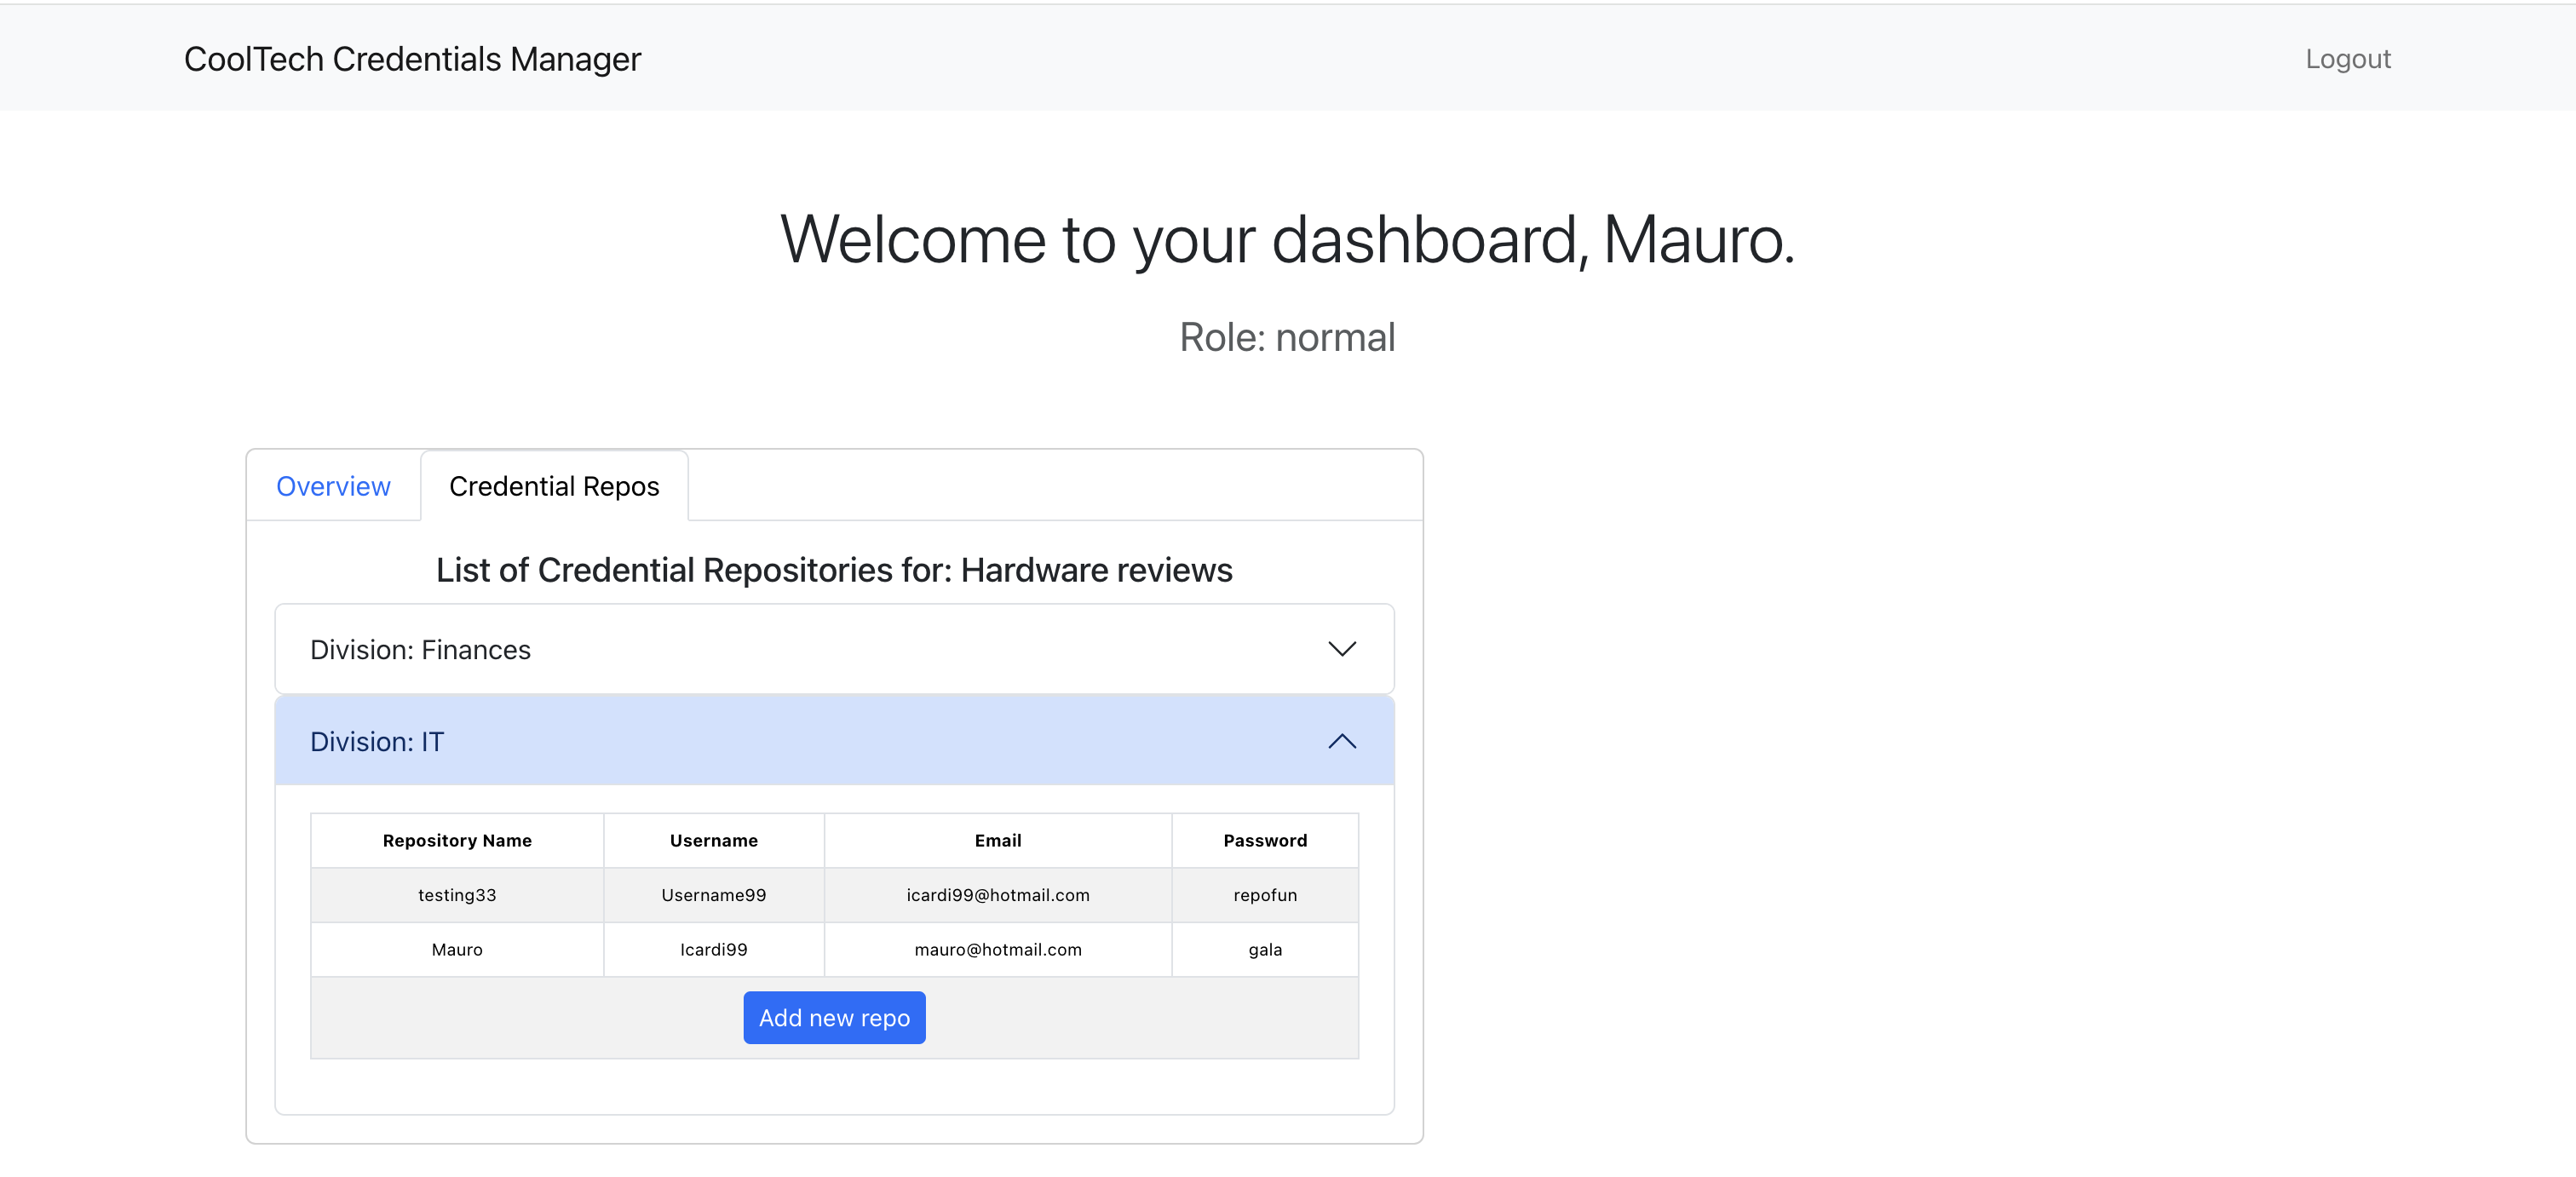 CoolTech Credentials Manager
Logout
Welcome to your dashboard, Mauro.
Role: normal
Overview
Credential Repos
List of Credential Repositories for: Hardware reviews
Division: Finances
Division: IT
Repository Name Username Email Password
testing33 Username99 icardi99@hotmail.com repofun
Mauro Icardi99 mauro@hotmail.com gala
Add new repo